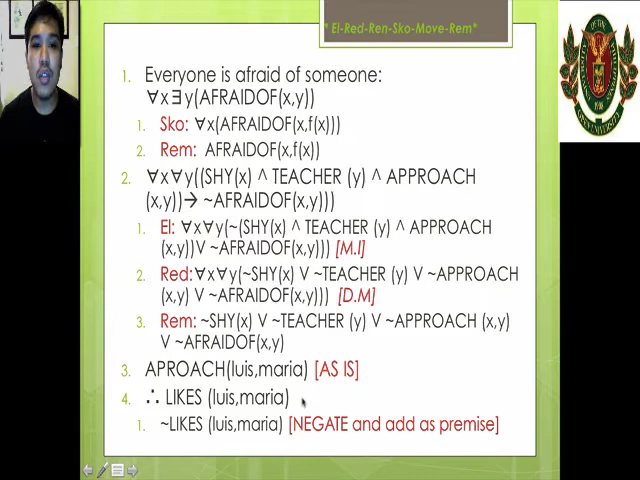 * El-Red-Ren-Sko-Move-Rem*
1. Everyone is afraid of someone:
∀x∃y(AFRAIDOF(x,y))
1. Sko: ∀x(AFRAIDOF(x,f(x)))
2. Rem: AFRAIDOF(x,f(x))
2. ∀x∀y((SHY(x) ^ TEACHER (y) ^ APPROACH
(x,y))→ ~AFRAIDOF(x,y)))
1. El: ∀x∀y(~(SHY(x) ^ TEACHER (y) ^ APPROACH
(x,y))V ~AFRAIDOF(x,y))) [M.I]
2. Red:∀x∀y(~SHY(x) V ~TEACHER (y) V ~APPROACH
(x,y) V ~AFRAIDOF(x,y))) [D.M]
3. Rem: ~SHY(x) V ~TEACHER (y) V ~APPROACH (x,y)
V ~AFRAIDOF(x,y)
3. APROACH(luis,maria) [AS IS]
4. ∴ LIKES (luis,maria)
1. ~LIKES (luis,maria) [NEGATE and add as premise]